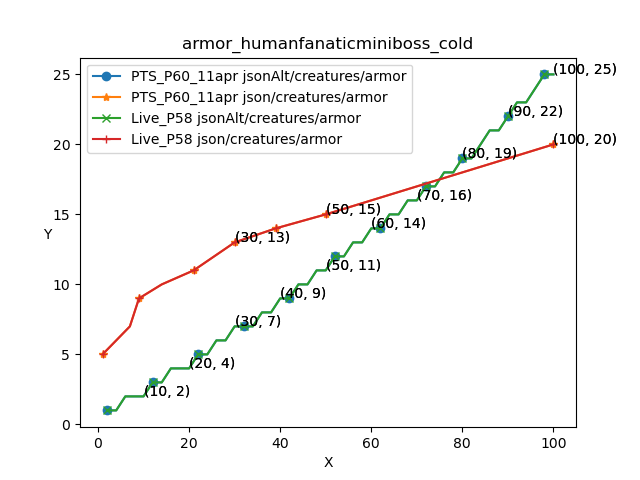 armor_humanfanaticminiboss_cold
PTS_P60_11apr jsonAlt/creatures/armor
PTS_P60_11apr json/creatures/armor
Live_P58 jsonAlt/creatures/armor
Live_P58 json/creatures/armor
(100, 25)
(90, 22)
(100, 20)
(80, 19)
(70, 16)
(50, 15)
(60, 14)
(30, 13)
(50, 11)
(40, 9)
(30, 7)
(20, 4)
(10, 2)
25
20
15
10
5
0
Y
0 20 40 60 80 100
X